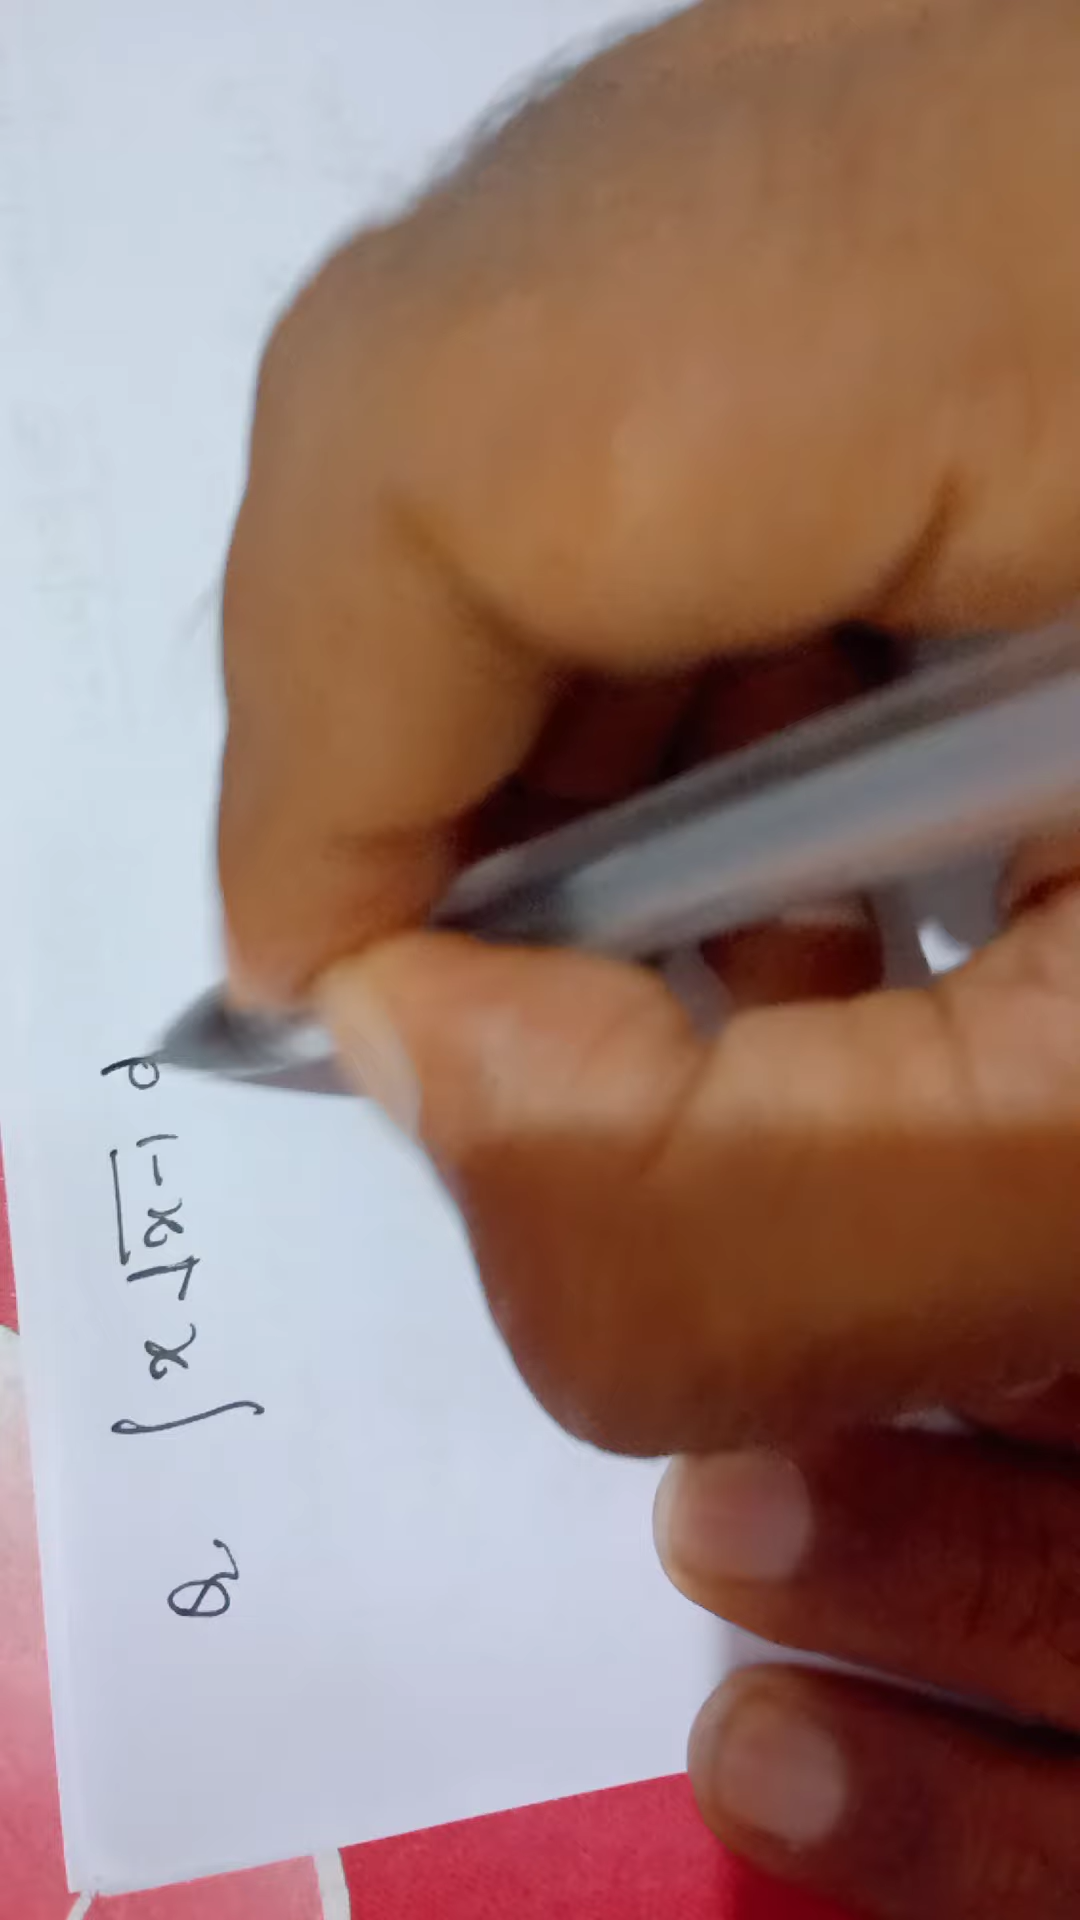 Q ∫ x √(x-1) d